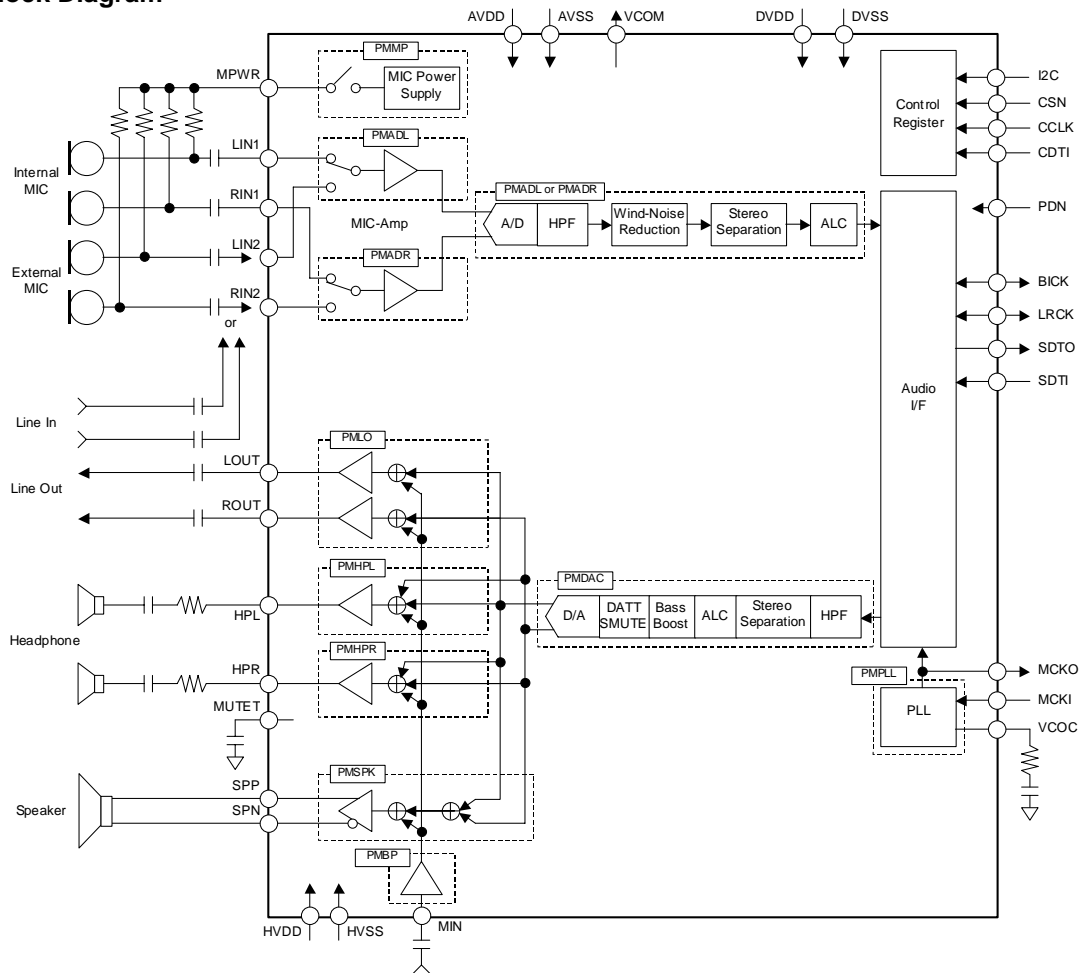 AVDD AVSS VCOM DVDD DVSS
PMMP
MPWR
MIC Power
Supply
Control
Register
I2C
CSN
CCLK
CDTI
Internal
MIC
LIN1
PMADL
RIN1
MIC-Amp
PMADL or PMADR
A/D HPF
Wind-Noise
Reduction
Stereo
Separation
ALC
PDN
External
MIC
LIN2
PMADR
RIN2
or
BICK
LRCK
SDTO
SDTI
Audio
I/F
Line In
PMLO
LOUT
Line Out
ROUT
PMHPL
HPL
Headphone
PMDAC
D/A
DATT
SMUTE
Bass
Boost
ALC
Stereo
Separation
HPF
PMHPR
HPR
MUTET
PMPLL
PLL
MCKO
MCKI
VCOC
PMSPK
SPP
Speaker
SPN
PMBP
HVDD HVSS MIN